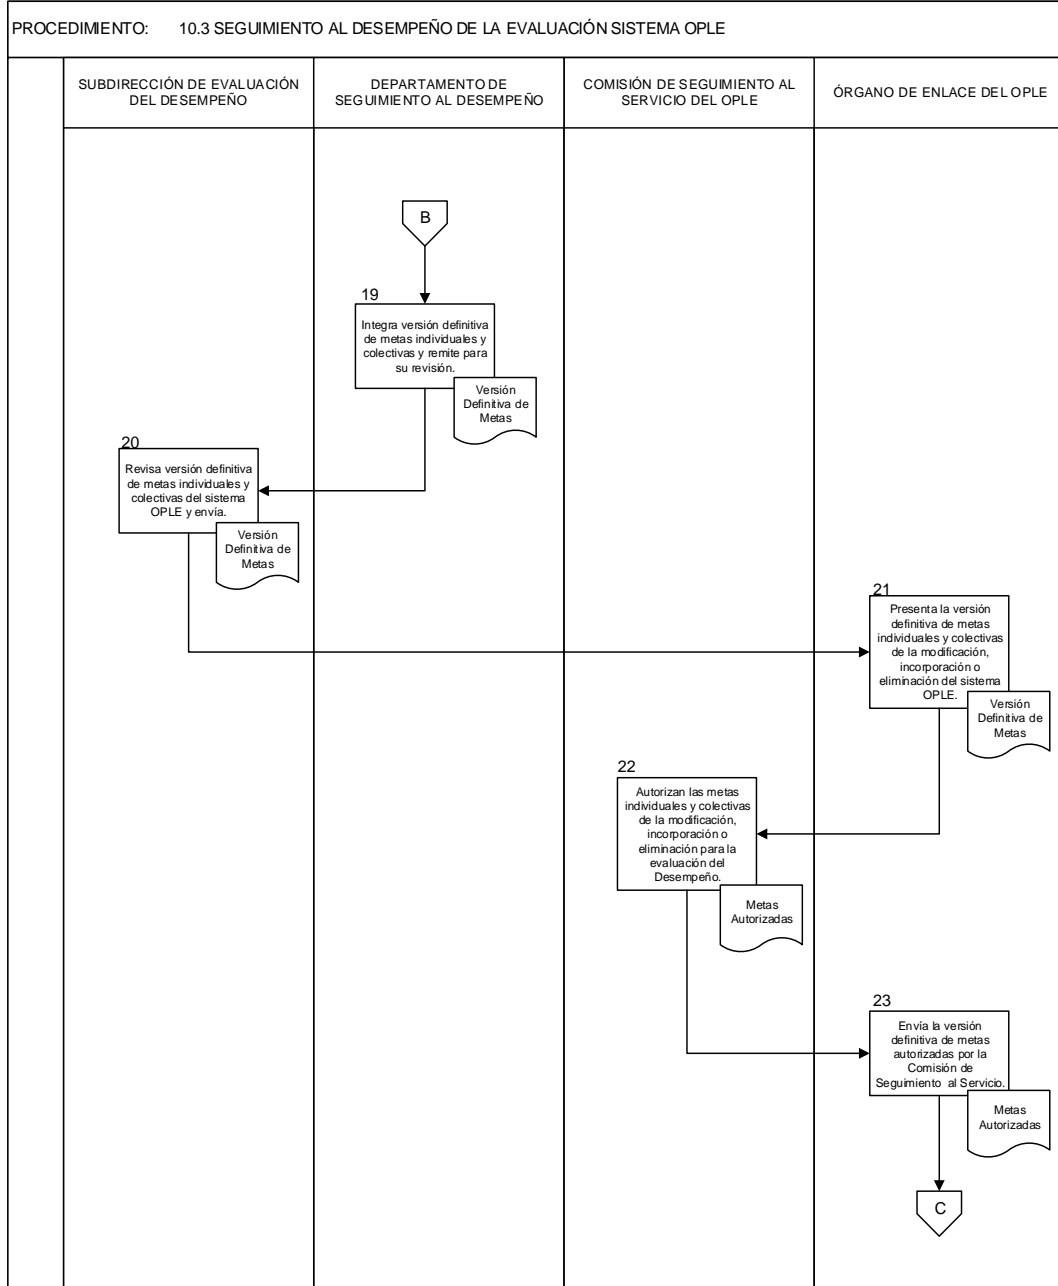 PROCEDIMIENTO: 10.3 SEGUIMIENTO AL DESEMPEÑO DE LA EVALUACIÓN SISTEMA OPLE
SUBDIRECCIÓN DE EVALUACIÓN
DEL DESEMPEÑO
DEPARTAMENTO DE
SEGUIMIENTO AL DESEMPEÑO
COMISIÓN DE SEGUIMIENTO AL
SERVICIO DEL OPLE
ÓRGANO DE ENLACE DEL OPLE
B
19
Integra versión definitiva
de metas individuales y
colectivas y remite para
su revisión.
Versión
Definitiva de
Metas
20
Revisa versión definitiva
de metas individuales y
colectivas del sistema
OPLE y envía.
Versión
Definitiva de
Metas
21
Presenta la versión
definitiva de metas
individuales y colectivas
de la modificación,
incorporación o
eliminación del sistema
OPLE.
Versión
Definitiva de
Metas
22
Autorizan las metas
individuales y colectivas
de la modificación,
incorporación o
eliminación para la
evaluación del
Desempeño.
Metas
Autorizadas
23
Envía la versión
definitiva de metas
autorizadas por la
Comisión de
Seguimiento al Servicio.
Metas
Autorizadas
C